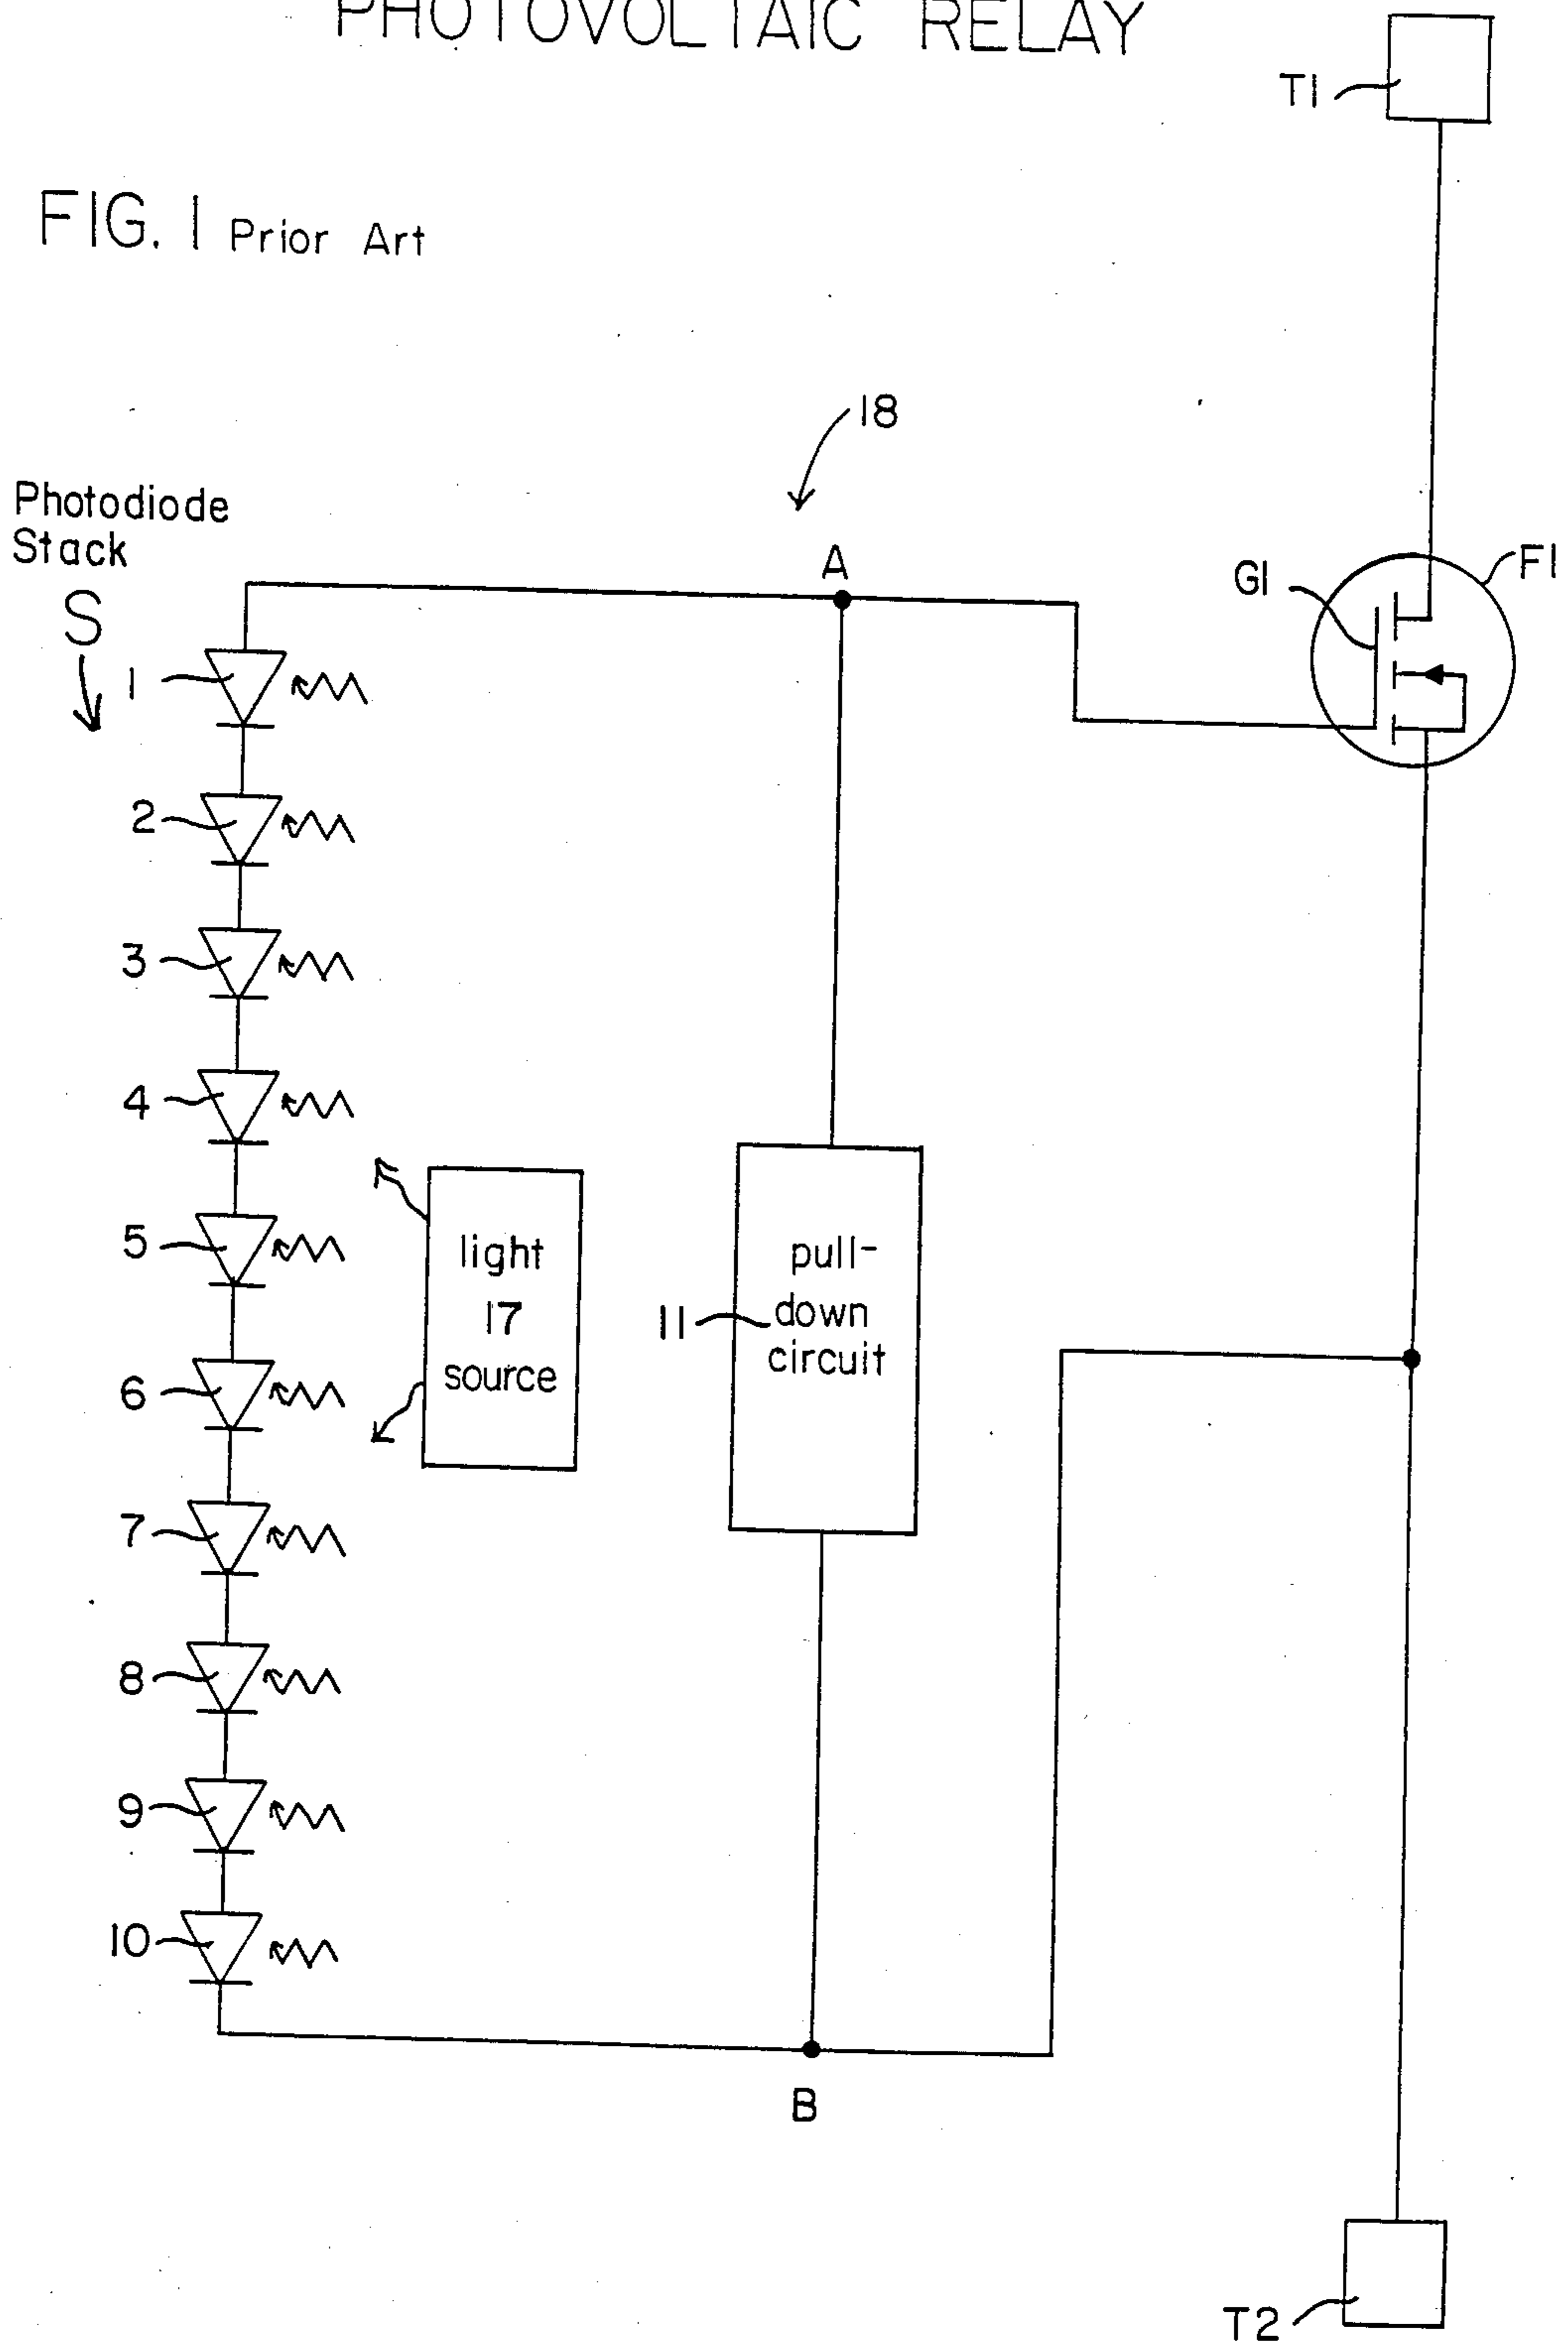 PHOTOVOLTAIC RELAY
T1
FIG. 1 Prior Art
18
Photodiode
Stack
S
A
G1
F1
1
2
3
4
5
light
17
source
11
pull-
down
circuit
6
7
8
9
10
B
T2